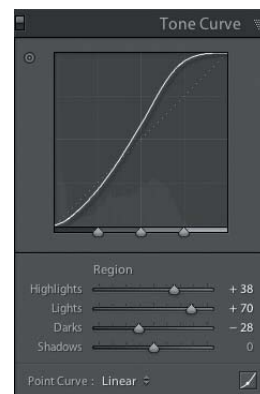 Tone Curve
Region
Highlights + 38
Lights + 70
Darks − 28
Shadows 0
Point Curve : Linear